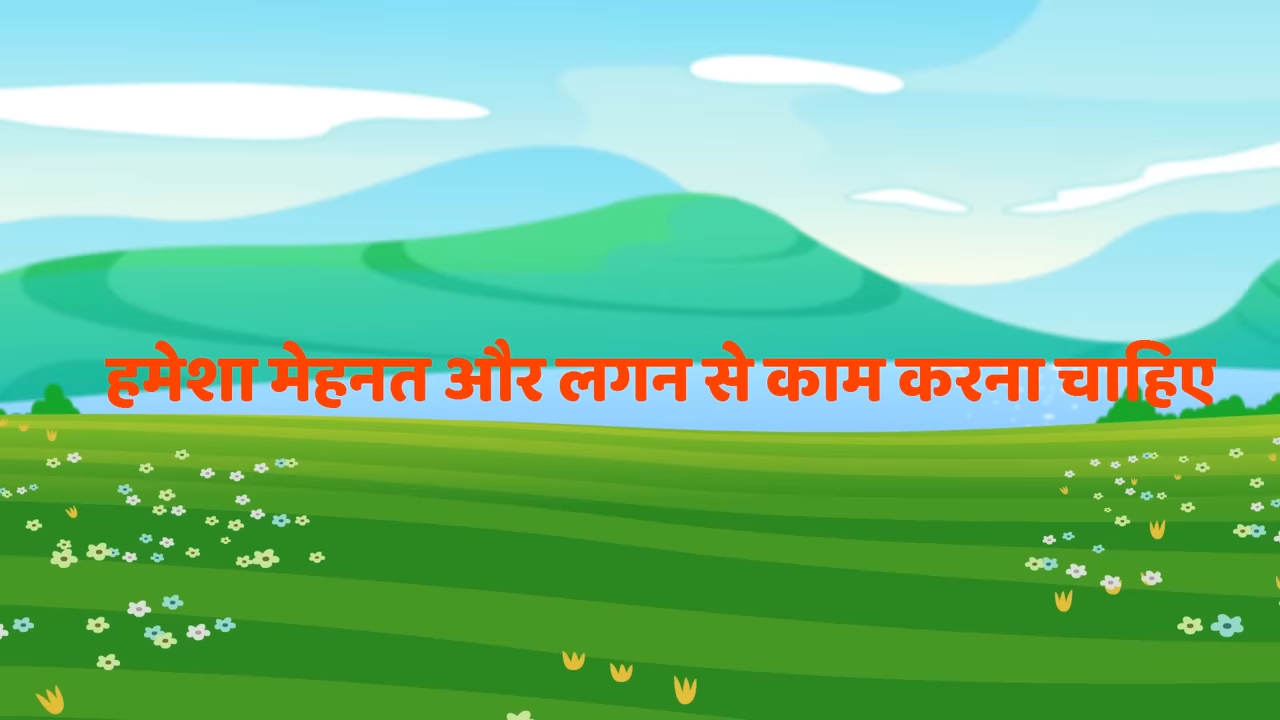 हमेशा मेहनत और लगन से काम करना चाहिए